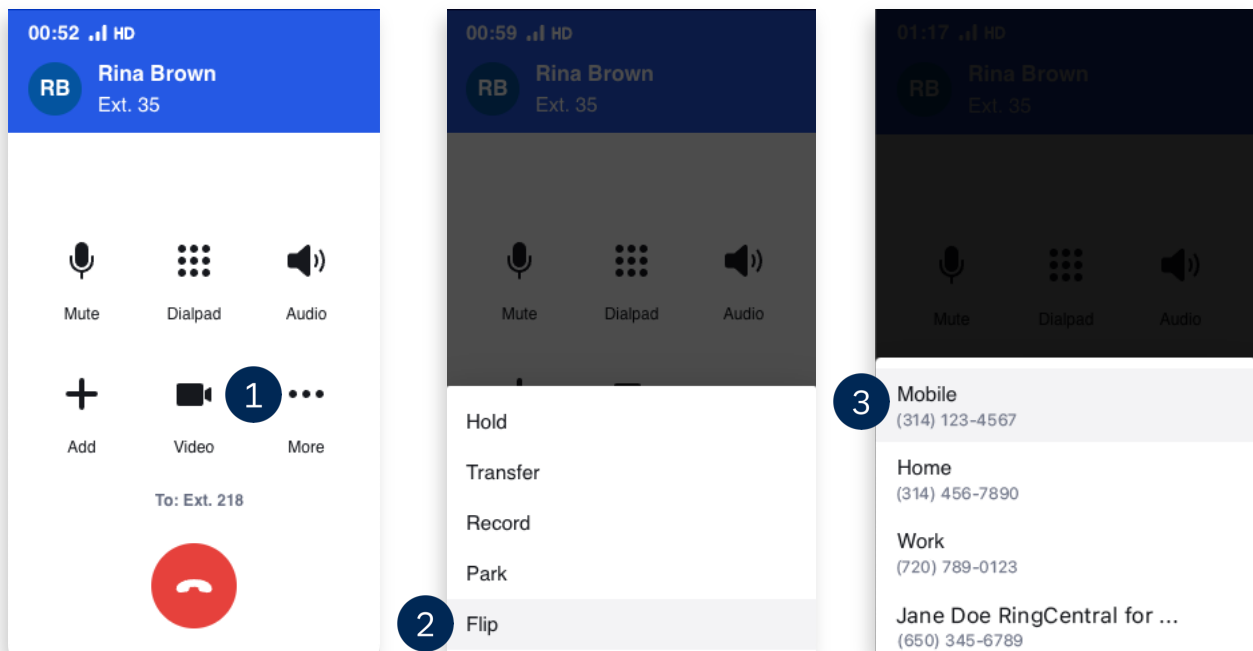 00:52 HD
RB
Rina Brown
Ext. 35
Mute Dialpad Audio
1
Add Video More
To: Ext. 218
00:59 HD
RB
Rina Brown
Ext. 35
Mute Dialpad Audio
Hold
Transfer
Record
Park
2
Flip
01:17 HD
RB
Rina Brown
Ext. 35
Mute Dialpad Audio
3
Mobile
(314) 123-4567
Home
(314) 456-7890
Work
(720) 789-0123
Jane Doe RingCentral for ...
(650) 345-6789